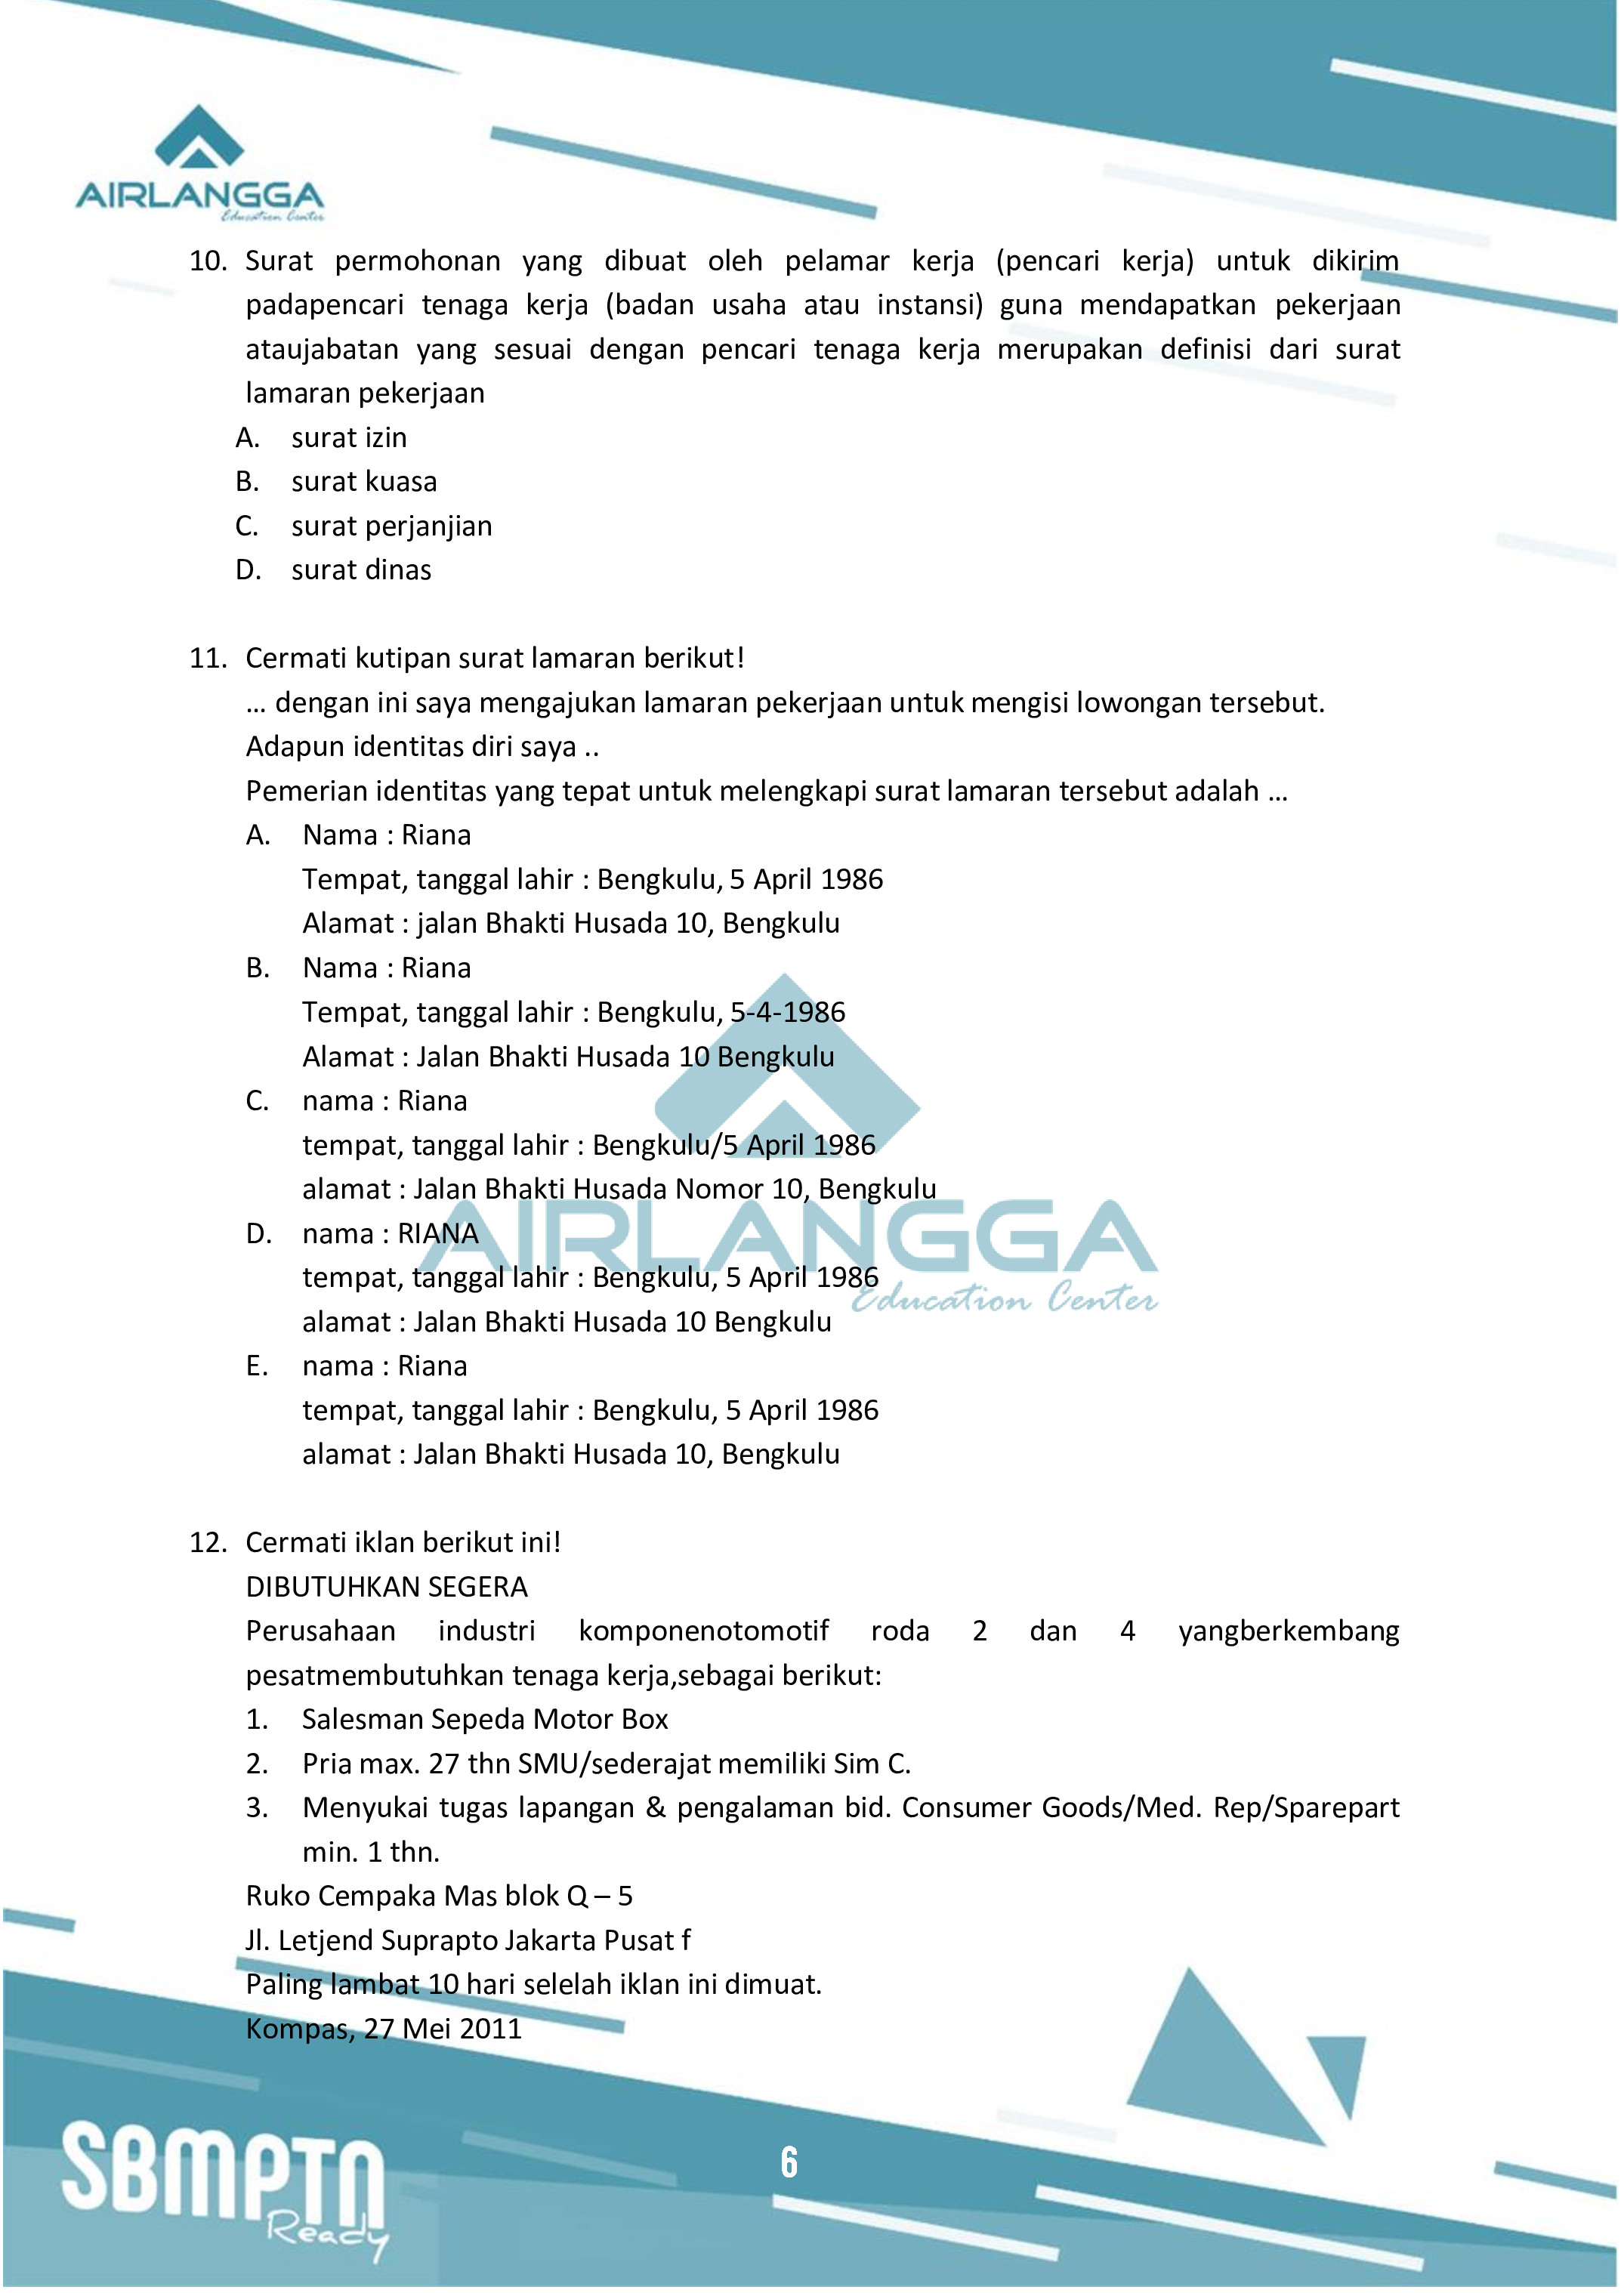 AIRLANGGA
Education Center
10. Surat permohonan yang dibuat oleh pelamar kerja (pencari kerja) untuk dikirim
padapencari tenaga kerja (badan usaha atau instansi) guna mendapatkan pekerjaan
ataujabatan yang sesuai dengan pencari tenaga kerja merupakan definisi dari surat
lamaran pekerjaan
A. surat izin
B. surat kuasa
C. surat perjanjian
D. surat dinas
11. Cermati kutipan surat lamaran berikut!
... dengan ini saya mengajukan lamaran pekerjaan untuk mengisi lowongan tersebut.
Adapun identitas diri saya ..
Pemerian identitas yang tepat untuk melengkapi surat lamaran tersebut adalah ...
A. Nama : Riana
Tempat, tanggal lahir : Bengkulu, 5 April 1986
Alamat : jalan Bhakti Husada 10, Bengkulu
B. Nama : Riana
Tempat, tanggal lahir : Bengkulu, 5-4-1986
Alamat : Jalan Bhakti Husada 10 Bengkulu
C. nama : Riana
tempat, tanggal lahir : Bengkulu/5 April 1986
alamat : Jalan Bhakti Husada Nomor 10, Bengkulu
D. nama : RIANA
tempat, tanggal lahir : Bengkulu, 5 April 1986
alamat : Jalan Bhakti Husada 10 Bengkulu
E. nama : Riana
tempat, tanggal lahir : Bengkulu, 5 April 1986
alamat : Jalan Bhakti Husada 10, Bengkulu
AIRLANGGA
Education Center
12. Cermati iklan berikut ini!
DIBUTUHKAN SEGERA
Perusahaan industri komponenotomotif roda 2 dan 4 yangberkembang
pesatmembutuhkan tenaga kerja,sebagai berikut:
1. Salesman Sepeda Motor Box
2. Pria max. 27 thn SMU/sederajat memiliki Sim C.
3. Menyukai tugas lapangan & pengalaman bid. Consumer Goods/Med. Rep/Sparepart
min. 1 thn.
Ruko Cempaka Mas blok Q – 5
Jl. Letjend Suprapto Jakarta Pusat f
Paling lambat 10 hari selelah iklan ini dimuat.
Kompas, 27 Mei 2011
SBMPTN
Ready
6